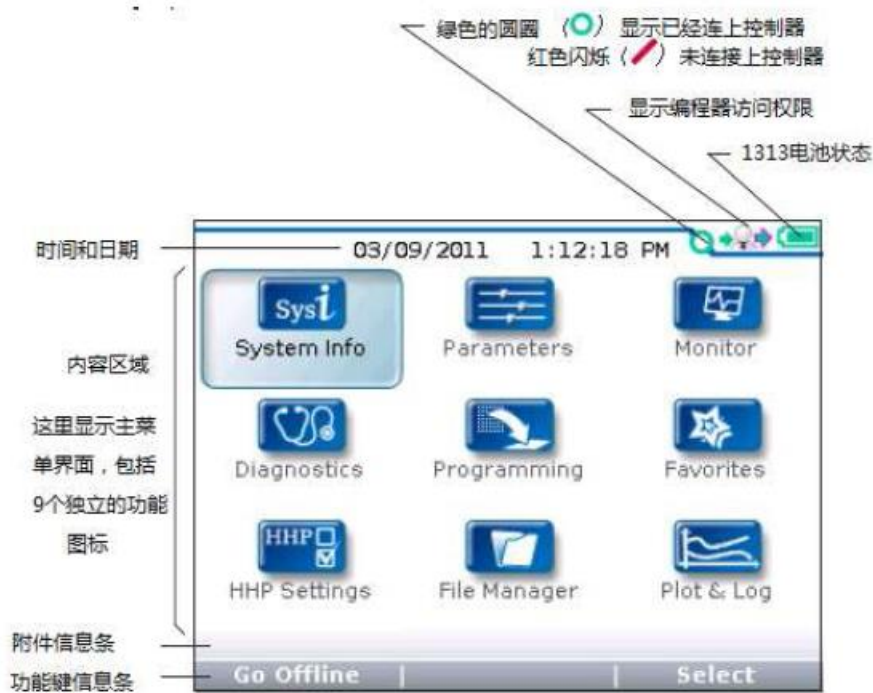 绿色的圆圈 （ ） 显示已经连上控制器
红色闪烁（ ） 未连接上控制器
显示编程器访问权限
1313电池状态
时间和日期
03/09/2011 1:12:18 PM
内容区域
这里显示主菜
单界面，包括
9个独立的功能
图标
Sysi
System Info
Parameters
Monitor
Diagnostics
Programming
Favorites
HHP
HHP Settings
File Manager
Plot & Log
附件信息条
功能键信息条
Go Offline
Select